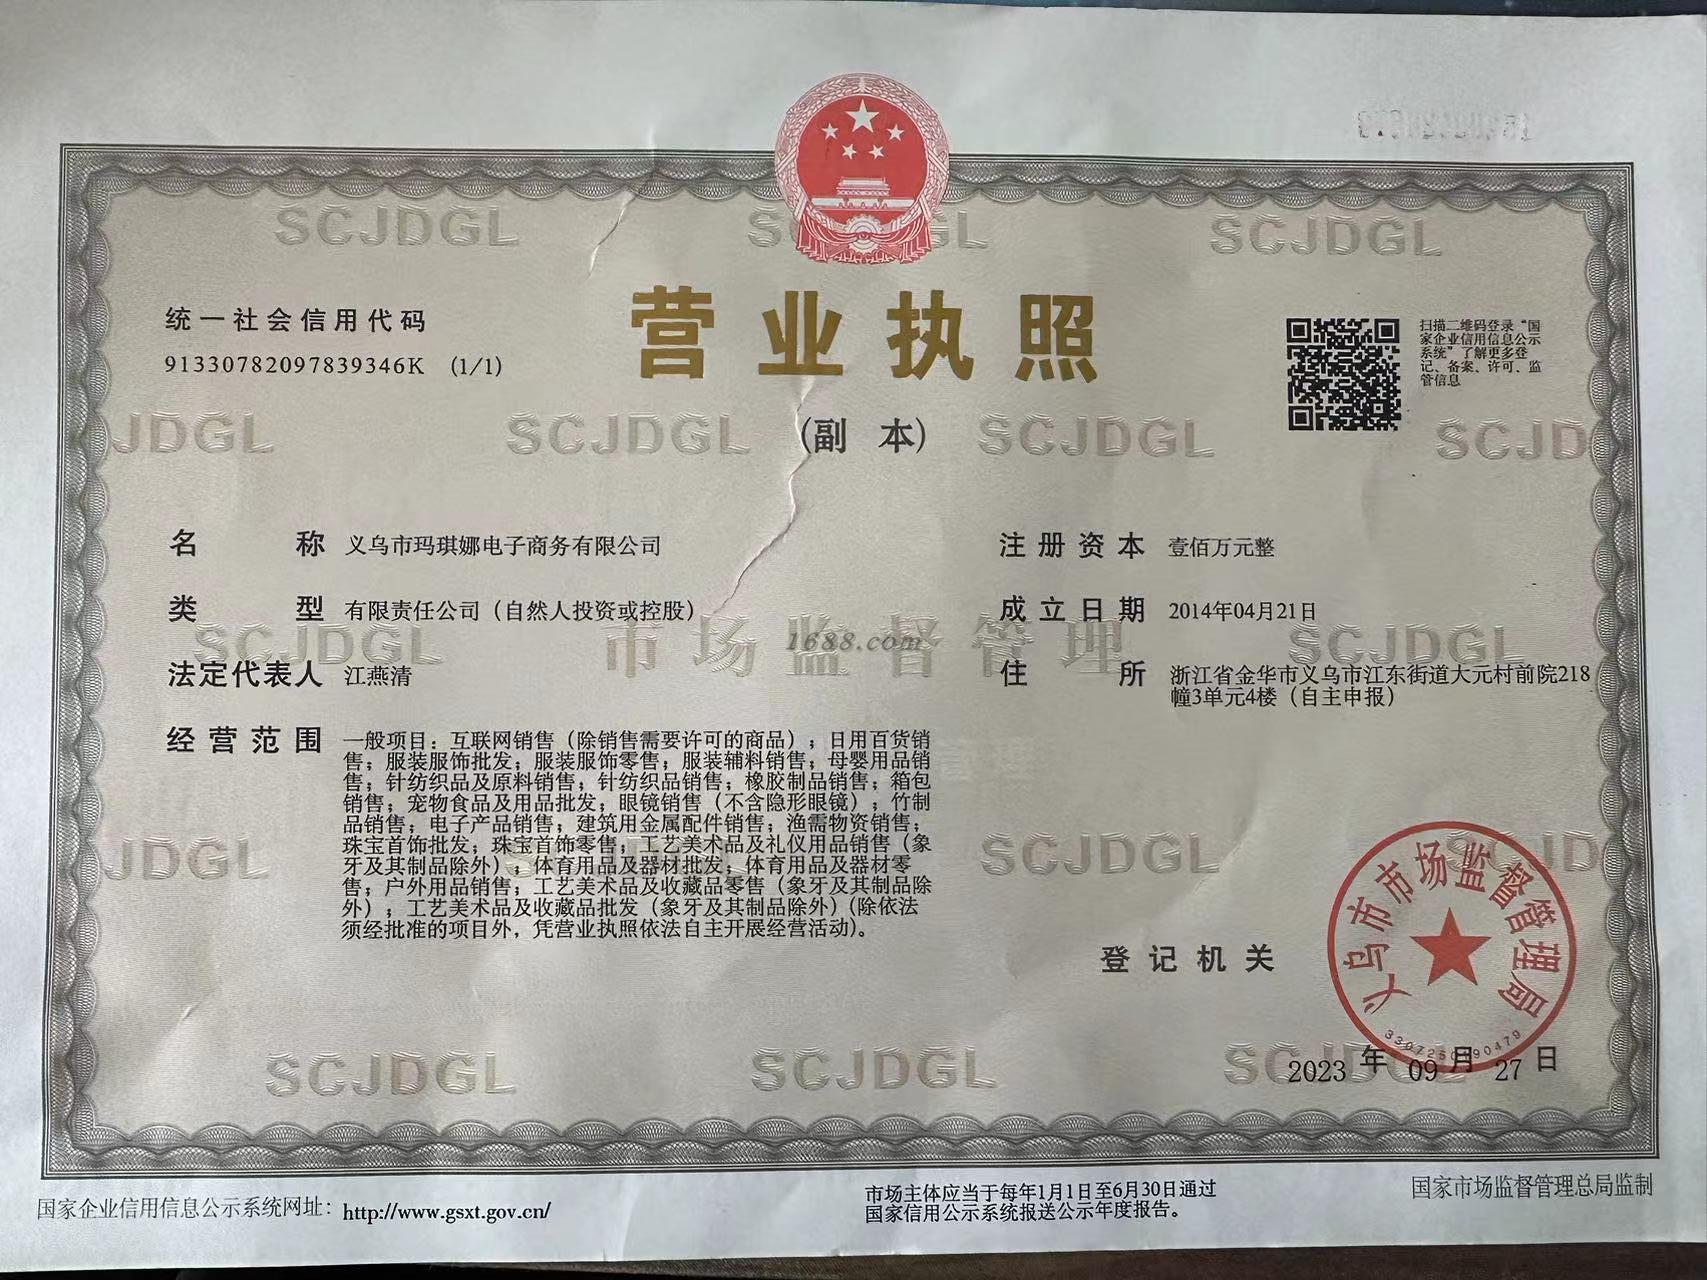 统一社会信用代码
91330782097839346K (1/1)
营业执照
(副 本)
扫描二维码登录“国
家企业信用信息公示
系统”了解更多登
记、备案、许可、监
管信息
名 称 义乌市玛琪娜电子商务有限公司
类 型 有限责任公司（自然人投资或控股）
法定代表人 江燕清
经营范围 一般项目：互联网销售（除销售需要许可的商品）；日用百货销
售；服装服饰批发；服装服饰零售；服装辅料销售；母婴用品销
售；针纺织品及原料销售；针纺织品销售；橡胶制品销售；箱包
销售；宠物食品及用品批发；眼镜销售（不含隐形眼镜）；竹制
品销售；电子产品销售；建筑用金属配件销售；渔需物资销售；
珠宝首饰批发；珠宝首饰零售；工艺美术品及礼仪用品销售（象
牙及其制品除外）；体育用品及器材批发；体育用品及器材零
售；户外用品销售；工艺美术品及收藏品零售（象牙及其制品除
外）；工艺美术品及收藏品批发（象牙及其制品除外）(除依法
须经批准的项目外，凭营业执照依法自主开展经营活动)。
注册资本 壹佰万元整
成立日期 2014年04月21日
住 所 浙江省金华市义乌市江东街道大元村前院218
幢3单元4楼（自主申报）
登记机关
义乌市市场监督管理局
2023 年 09 月 27 日
SCJDGL
SCJDGL
SCJDGL
JDGL
SCJDGL
SCJDGL
SCJD
SCJDGL
市场监督管理
1688.com
SCJDGL
JDGL
SCJDGL
SCJDGL
SCJDGL
国家企业信用信息公示系统网址：http://www.gsxt.gov.cn/
市场主体应当于每年1月1日至6月30日通过
国家信用公示系统报送公示年度报告。
国家市场监督管理总局监制